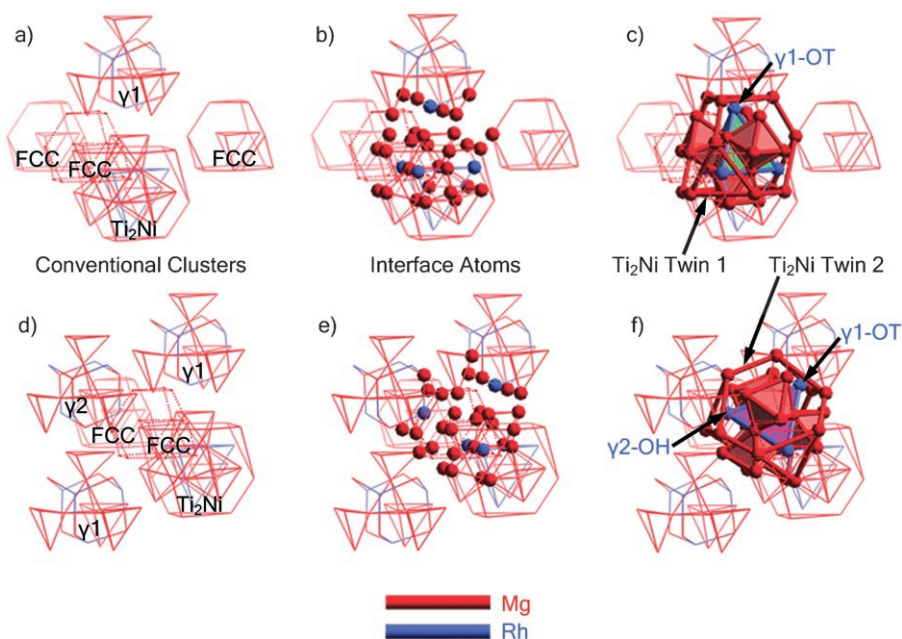 a)
b)
c)
γ1-OT
γ1
FCC
FCC
FCC
Ti₂Ni
Conventional Clusters
Interface Atoms
Ti₂Ni Twin 1
Ti₂Ni Twin 2
d)
e)
f)
γ1-OT
γ1
γ2
FCC
FCC
γ2-OH
Ti₂Ni
γ1
Mg
Rh